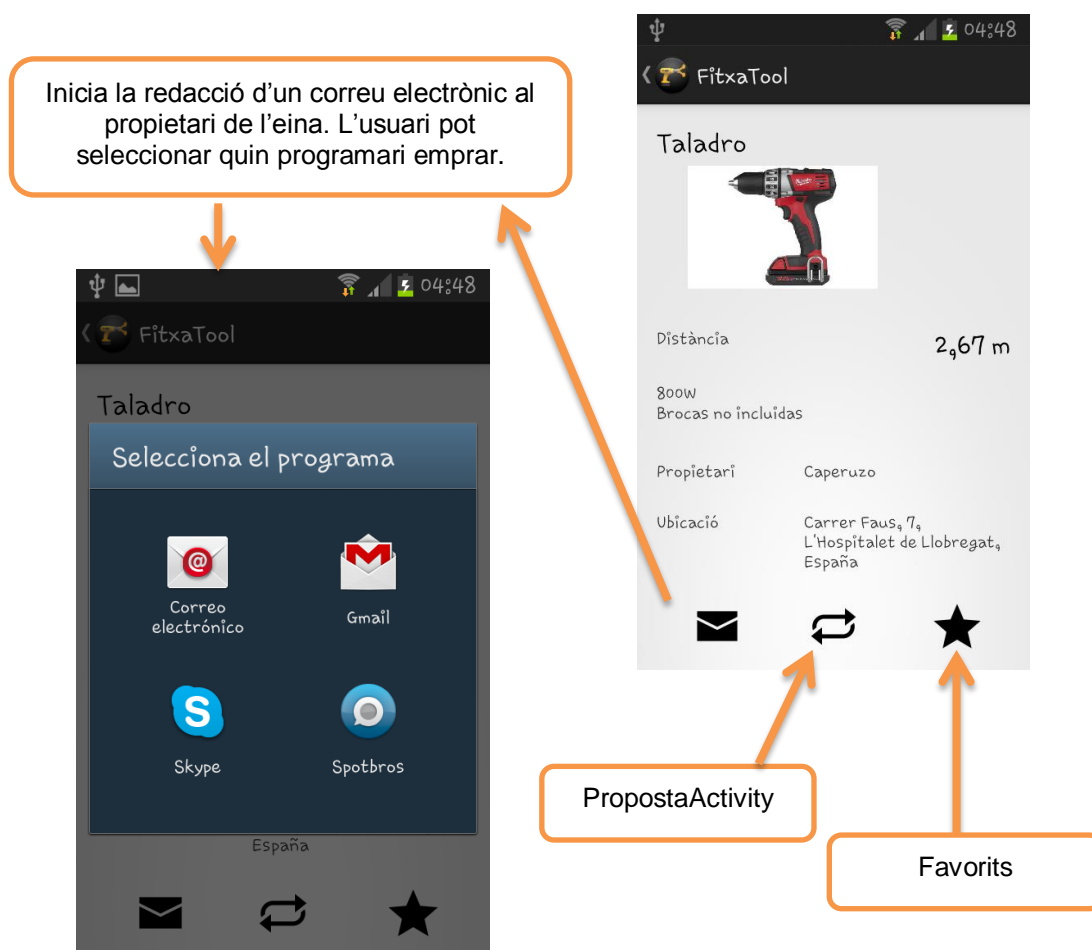 Inicia la redacció d'un correu electrònic al
propietari de l'eina. L'usuari pot
seleccionar quin programari emprar.
04:48
FitxaTool
Taladro
Selecciona el programa
Correo
electrónico
Gmail
Skype
Spotbros
España
04:48
FitxaTool
Taladro
Distància
2,67 m
800W
Brocas no incluidas
Propietari
Caperuzo
Ubicació
Carrer Faus, 7,
L'Hospitalet de Llobregat,
España
PropostaActivity
Favorits